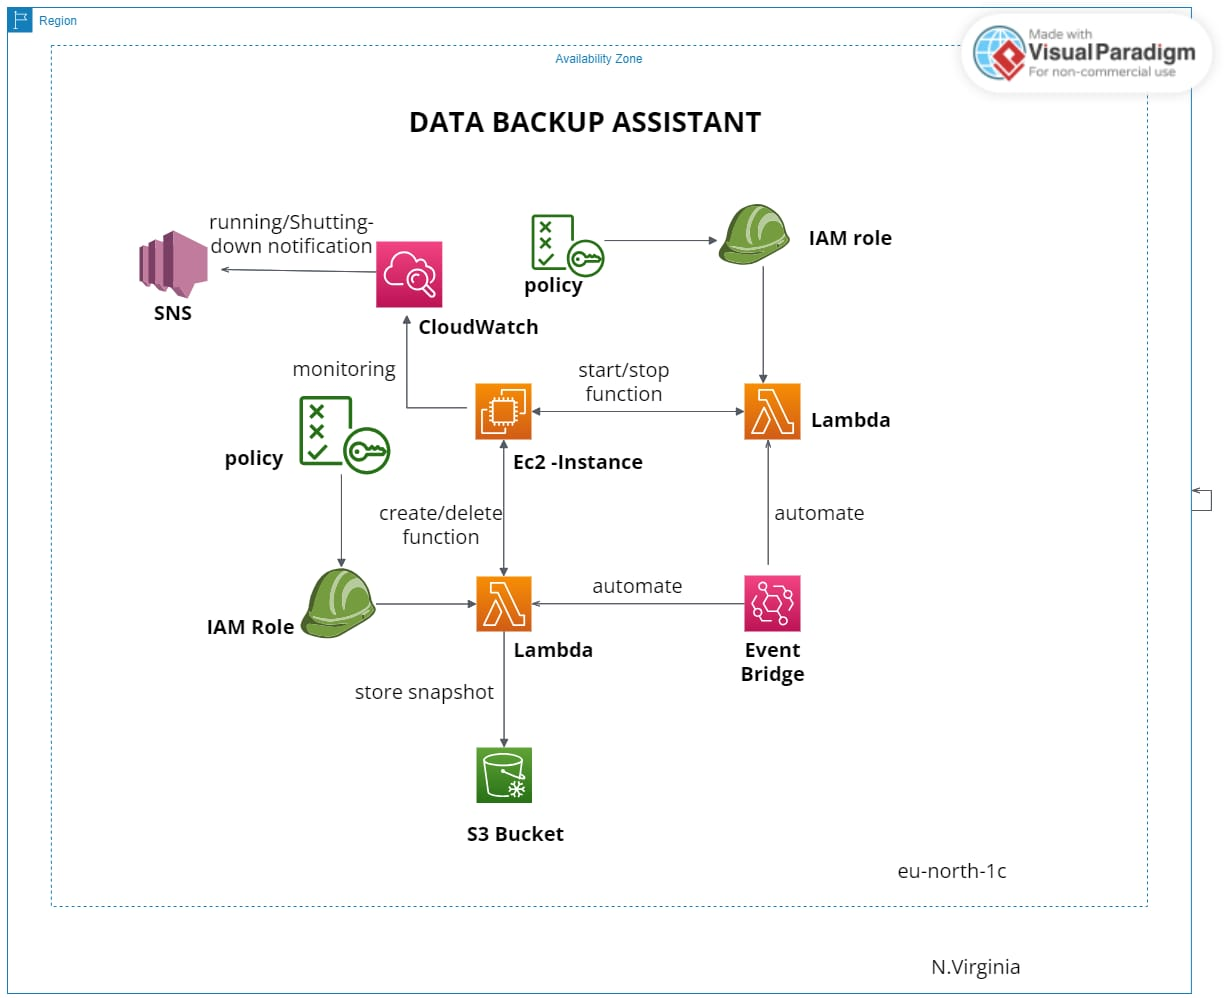 Region
Availability Zone
Made with
Visual Paradigm
For non-commercial use
DATA BACKUP ASSISTANT
running/Shutting-
down notification
SNS
CloudWatch
policy
IAM role
monitoring
start/stop
function
Lambda
policy
Ec2 -Instance
create/delete
function
automate
automate
IAM Role
Lambda
Event
Bridge
store snapshot
S3 Bucket
eu-north-1c
N.Virginia